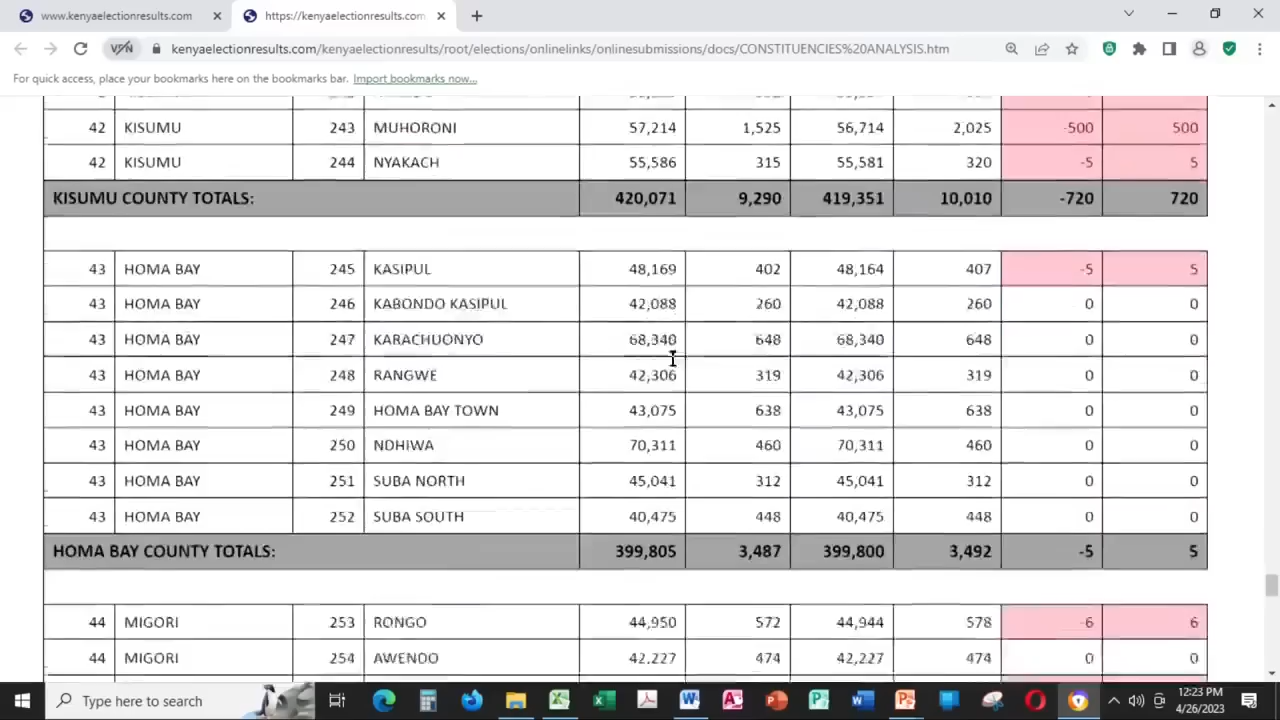 www.kenyaelectionresults.com
https://kenyaelectionresults.com
kenyaelectionresults.com/kenyaelectionresults/root/elections/onlinelinks/onlinesubmissions/docs/CONSTITUENCIES%20ANALYSIS.htm
VPN
For quick access, place your bookmarks here on the bookmarks bar. Import bookmarks now...
42 KISUMU 243 MUHORONI 57,214 1,525 56,714 2,025 -500 500
42 KISUMU 244 NYAKACH 55,586 315 55,581 320 -5 5
KISUMU COUNTY TOTALS: 420,071 9,290 419,351 10,010 -720 720
43 HOMA BAY 245 KASIPUL 48,169 402 48,164 407 -5 5
43 HOMA BAY 246 KABONDO KASIPUL 42,088 260 42,088 260 0 0
43 HOMA BAY 247 KARACHUONYO 68,340 648 68,340 648 0 0
43 HOMA BAY 248 RANGWE 42,306 319 42,306 319 0 0
43 HOMA BAY 249 HOMA BAY TOWN 43,075 638 43,075 638 0 0
43 HOMA BAY 250 NDHIWA 70,311 460 70,311 460 0 0
43 HOMA BAY 251 SUBA NORTH 45,041 312 45,041 312 0 0
43 HOMA BAY 252 SUBA SOUTH 40,475 448 40,475 448 0 0
HOMA BAY COUNTY TOTALS: 399,805 3,487 399,800 3,492 -5 5
44 MIGORI 253 RONGO 44,950 572 44,944 578 -6 6
44 MIGORI 254 AWENDO 42,227 474 42,227 474 0 0
Type here to search
12:23 PM
4/26/2023